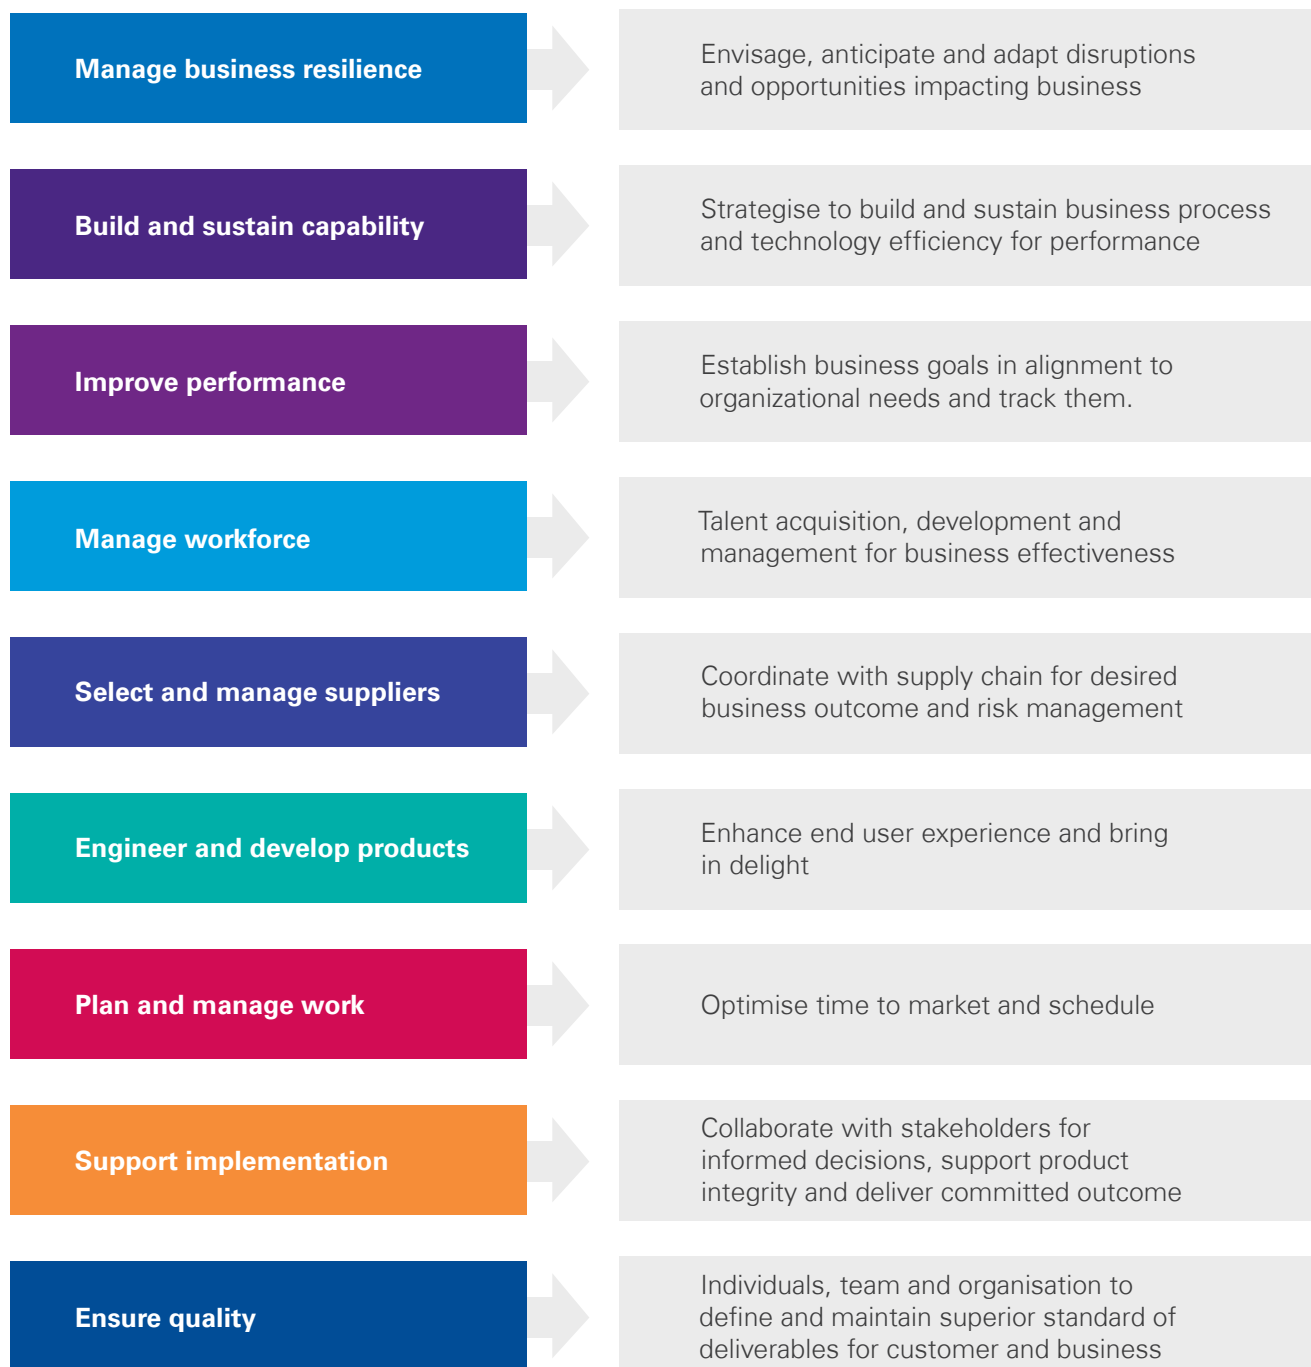 Manage business resilience
Envisage, anticipate and adapt disruptions
and opportunities impacting business
Build and sustain capability
Strategise to build and sustain business process
and technology efficiency for performance
Improve performance
Establish business goals in alignment to
organizational needs and track them.
Manage workforce
Talent acquisition, development and
management for business effectiveness
Select and manage suppliers
Coordinate with supply chain for desired
business outcome and risk management
Engineer and develop products
Enhance end user experience and bring
in delight
Plan and manage work
Optimise time to market and schedule
Support implementation
Collaborate with stakeholders for
informed decisions, support product
integrity and deliver committed outcome
Ensure quality
Individuals, team and organisation to
define and maintain superior standard of
deliverables for customer and business